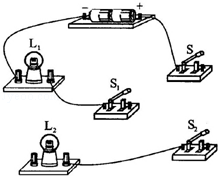 − +
L₁ S
S₁
L₂ S₂